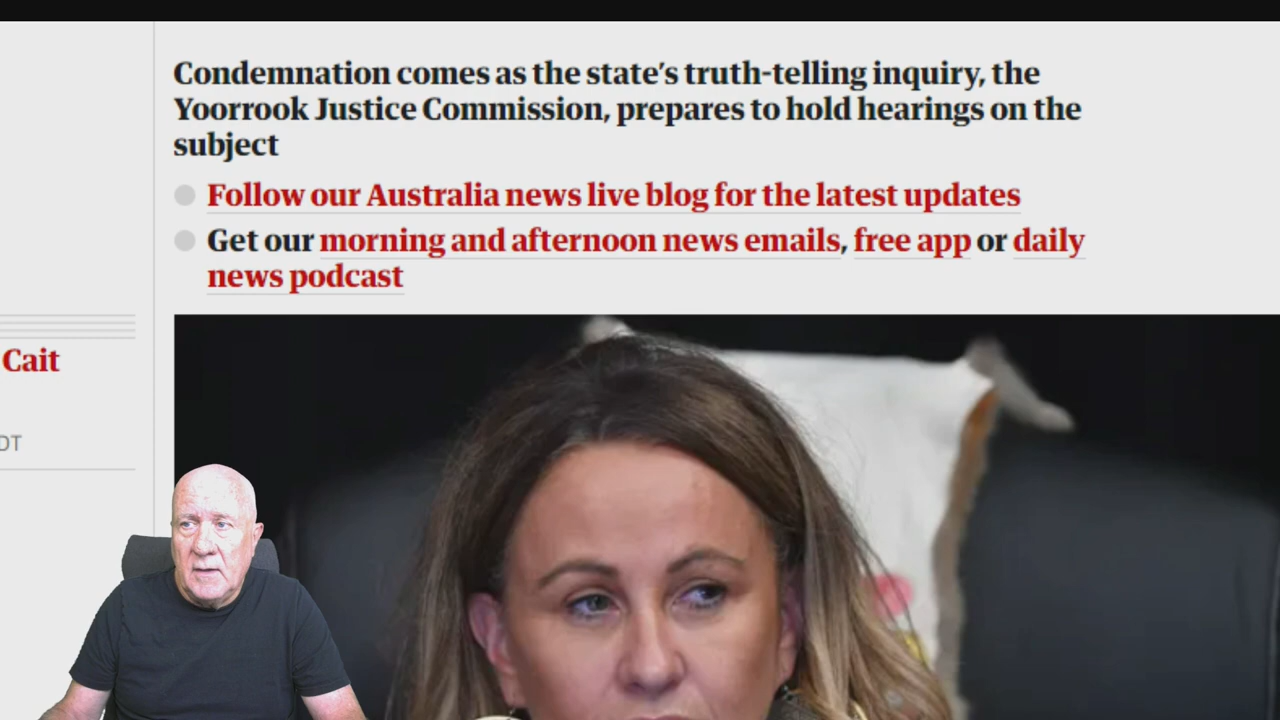 Condemnation comes as the state's truth-telling inquiry, the
Yoorrook Justice Commission, prepares to hold hearings on the
subject
Follow our Australia news live blog for the latest updates
Get our morning and afternoon news emails, free app or daily
news podcast
Cait
DT